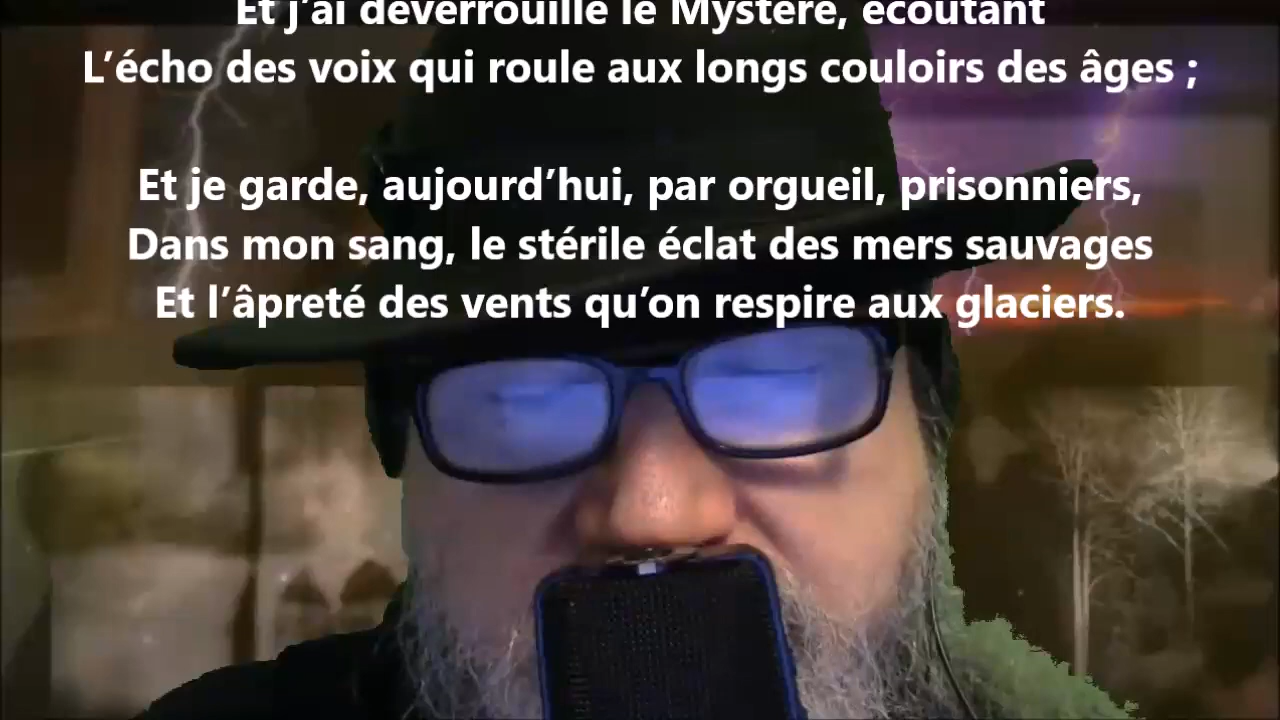 Et j’ai déverrouillé le Mystère, écoutant
L’écho des voix qui roule aux longs couloirs des âges ;
Et je garde, aujourd’hui, par orgueil, prisonniers,
Dans mon sang, le stérile éclat des mers sauvages
Et l’âpreté des vents qu’on respire aux glaciers.